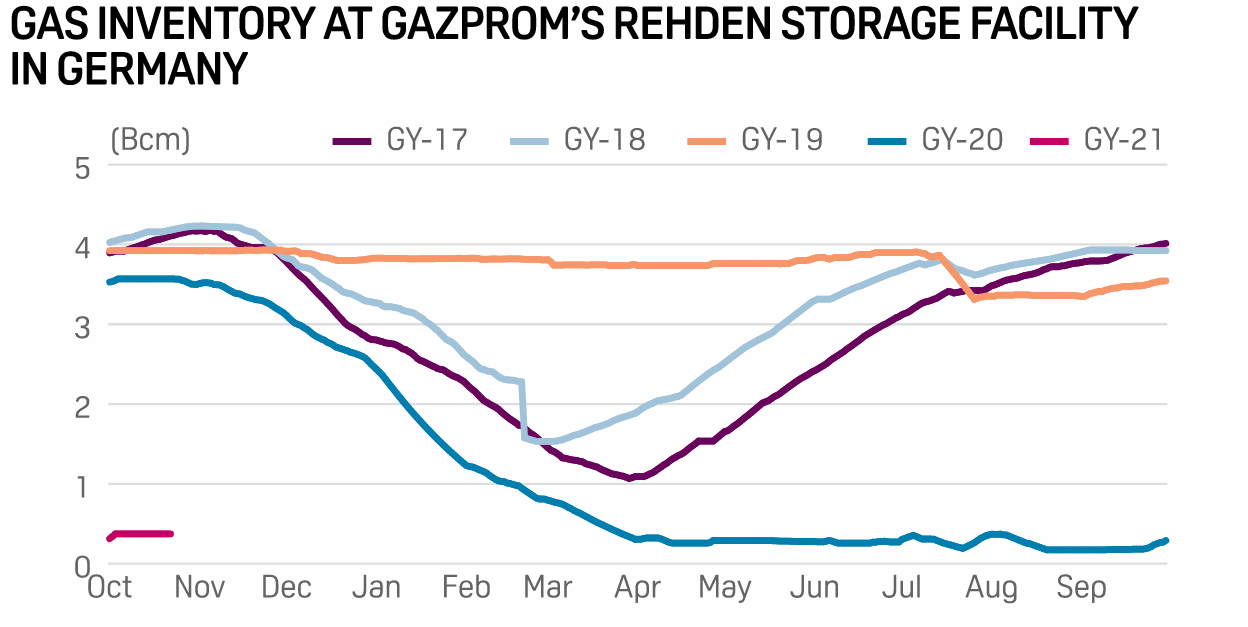 GAS INVENTORY AT GAZPROM’S REHDEN STORAGE FACILITY
IN GERMANY
(Bcm) GY-17 GY-18 GY-19 GY-20 GY-21
5
4
3
2
1
0
Oct Nov Dec Jan Feb Mar Apr May Jun Jul Aug Sep